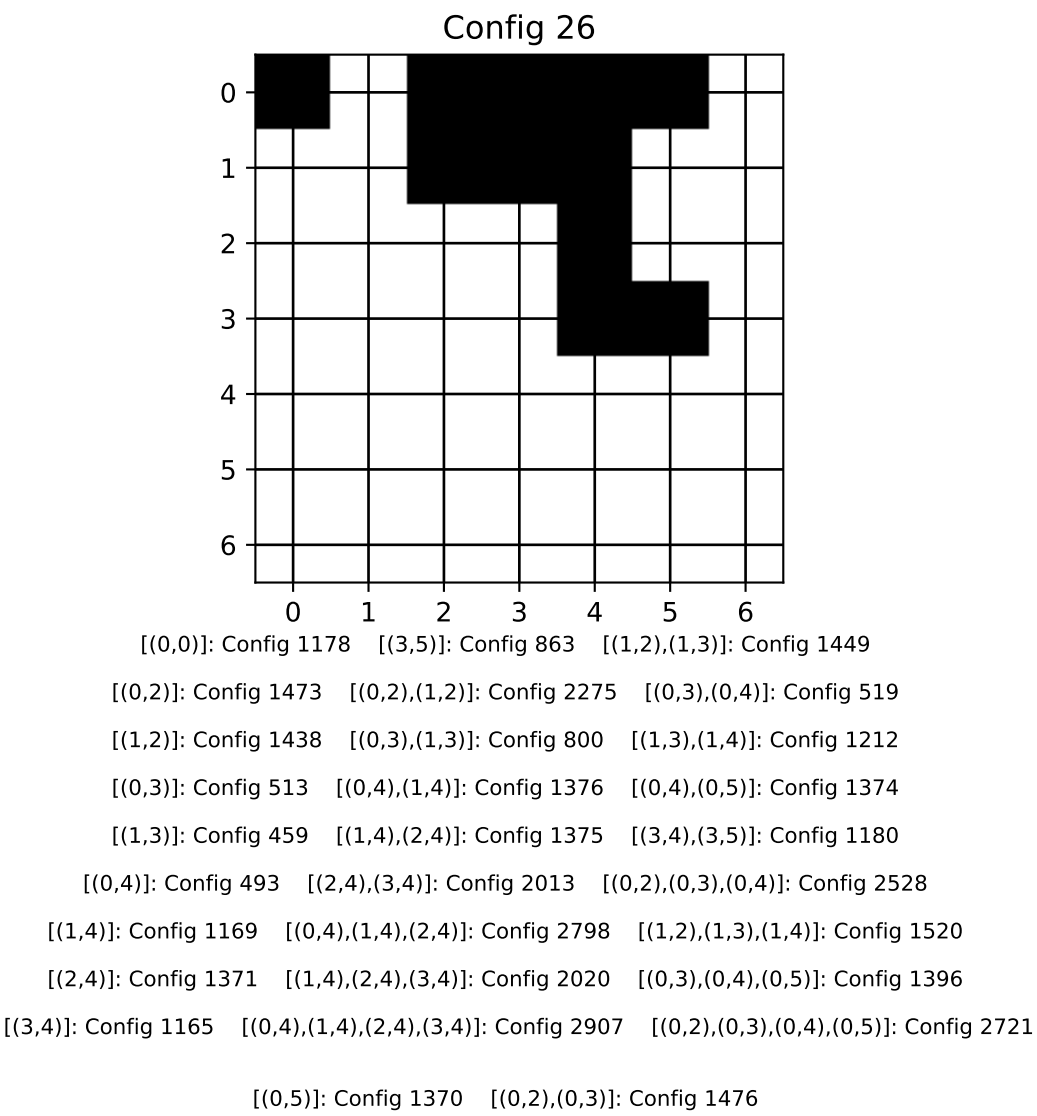 Config 26
0
1
2
3
4
5
6
0 1 2 3 4 5 6
[(0,0)]: Config 1178 [(3,5)]: Config 863 [(1,2),(1,3)]: Config 1449
[(0,2)]: Config 1473 [(0,2),(1,2)]: Config 2275 [(0,3),(0,4)]: Config 519
[(1,2)]: Config 1438 [(0,3),(1,3)]: Config 800 [(1,3),(1,4)]: Config 1212
[(0,3)]: Config 513 [(0,4),(1,4)]: Config 1376 [(0,4),(0,5)]: Config 1374
[(1,3)]: Config 459 [(1,4),(2,4)]: Config 1375 [(3,4),(3,5)]: Config 1180
[(0,4)]: Config 493 [(2,4),(3,4)]: Config 2013 [(0,2),(0,3),(0,4)]: Config 2528
[(1,4)]: Config 1169 [(0,4),(1,4),(2,4)]: Config 2798 [(1,2),(1,3),(1,4)]: Config 1520
[(2,4)]: Config 1371 [(1,4),(2,4),(3,4)]: Config 2020 [(0,3),(0,4),(0,5)]: Config 1396
[(3,4)]: Config 1165 [(0,4),(1,4),(2,4),(3,4)]: Config 2907 [(0,2),(0,3),(0,4),(0,5)]: Config 2721
[(0,5)]: Config 1370 [(0,2),(0,3)]: Config 1476